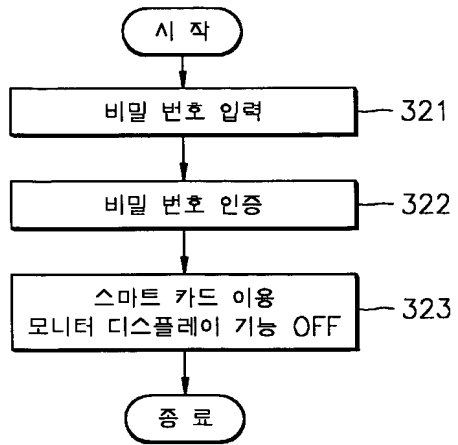 시 작
비밀 번호 입력
321
비밀 번호 인증
322
스마트 카드 이용
모니터 디스플레이 기능 OFF
323
종 료